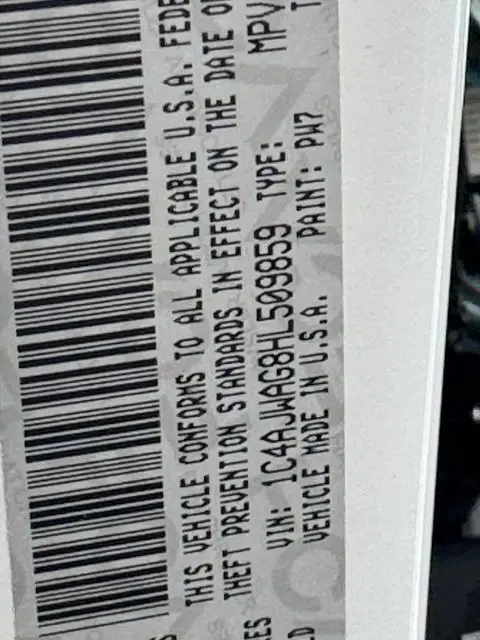 THIS VEHICLE CONFORMS TO ALL APPLICABLE U.S.A. FEDE
THEFT PREVENTION STANDARDS IN EFFECT ON THE DATE O
VIN: 1C4AJWAG8HL509859 TYPE: MPV
VEHICLE MADE IN U.S.A. PAINT: PW7 T